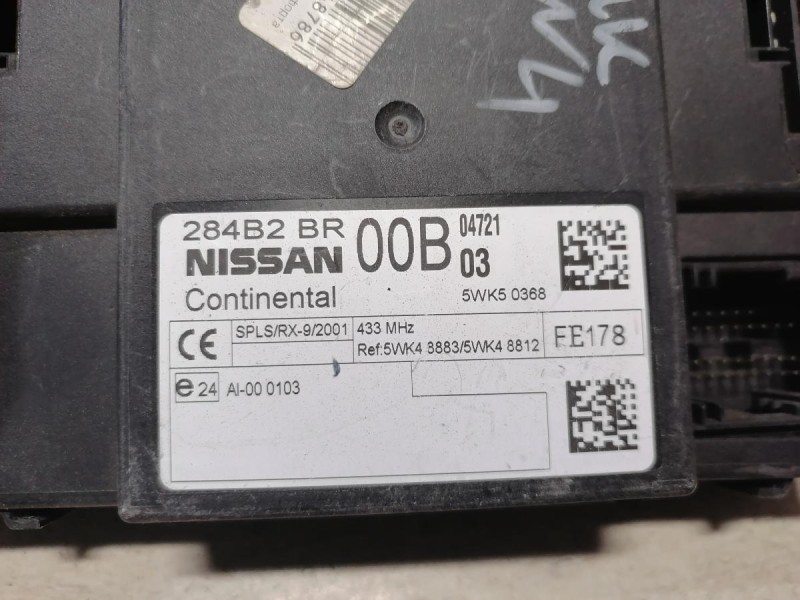 284B2 BR 00B 04721
NISSAN 03
Continental 5WK5 0368
CE SPLS/RX-9/2001 433 MHz FE178
Ref:5WK4 8883/5WK4 8812
e 24 AI-00 0103